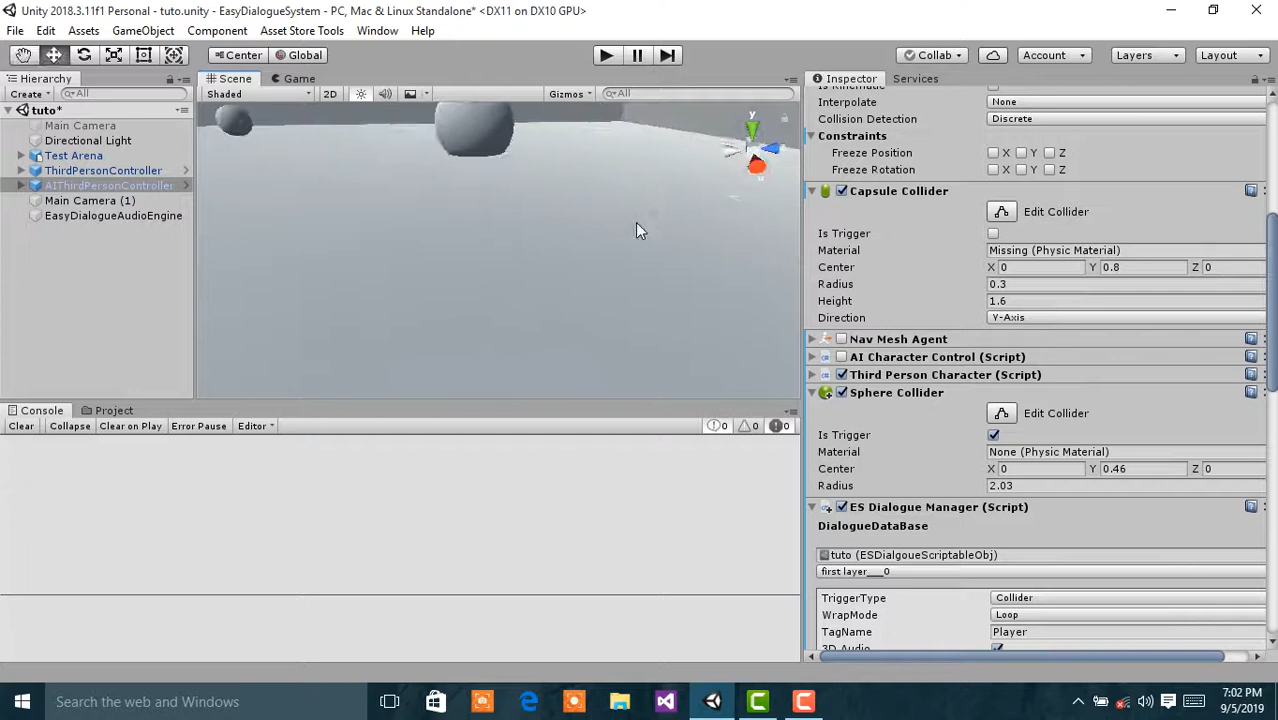 Unity 2018.3.11f1 Personal - tuto.unity - EasyDialogueSystem - PC, Mac & Linux Standalone* <DX11 on DX10 GPU>
File Edit Assets GameObject Component Asset Store Tools Window Help
Center Global Collab Account Layers Layout
Hierarchy Scene Game Inspector Services
Create All Shaded 2D Gizmos All
Is Kinematic
tuto*
Main Camera
Directional Light
Test Arena
ThirdPersonController
AIThirdPersonController
Main Camera (1)
EasyDialogueAudioEngine
y
Interpolate None
Collision Detection Discrete
Constraints
Freeze Position X Y Z
Freeze Rotation X Y Z
Capsule Collider
Edit Collider
Is Trigger
Material Missing (Physic Material)
Center X 0 Y 0.8 Z 0
Radius 0.3
Height 1.6
Direction Y-Axis
Nav Mesh Agent
AI Character Control (Script)
Third Person Character (Script)
Sphere Collider
Edit Collider
Is Trigger
Material None (Physic Material)
Center X 0 Y 0.46 Z 0
Radius 2.03
ES Dialogue Manager (Script)
DialogueDataBase
tuto (ESDialgoueScriptableObj)
first layer___0
TriggerType Collider
WrapMode Loop
TagName Player
3D Audio
Console Project
Clear Collapse Clear on Play Error Pause Editor 0 0 0
Search the web and Windows
7:02 PM
9/5/2019